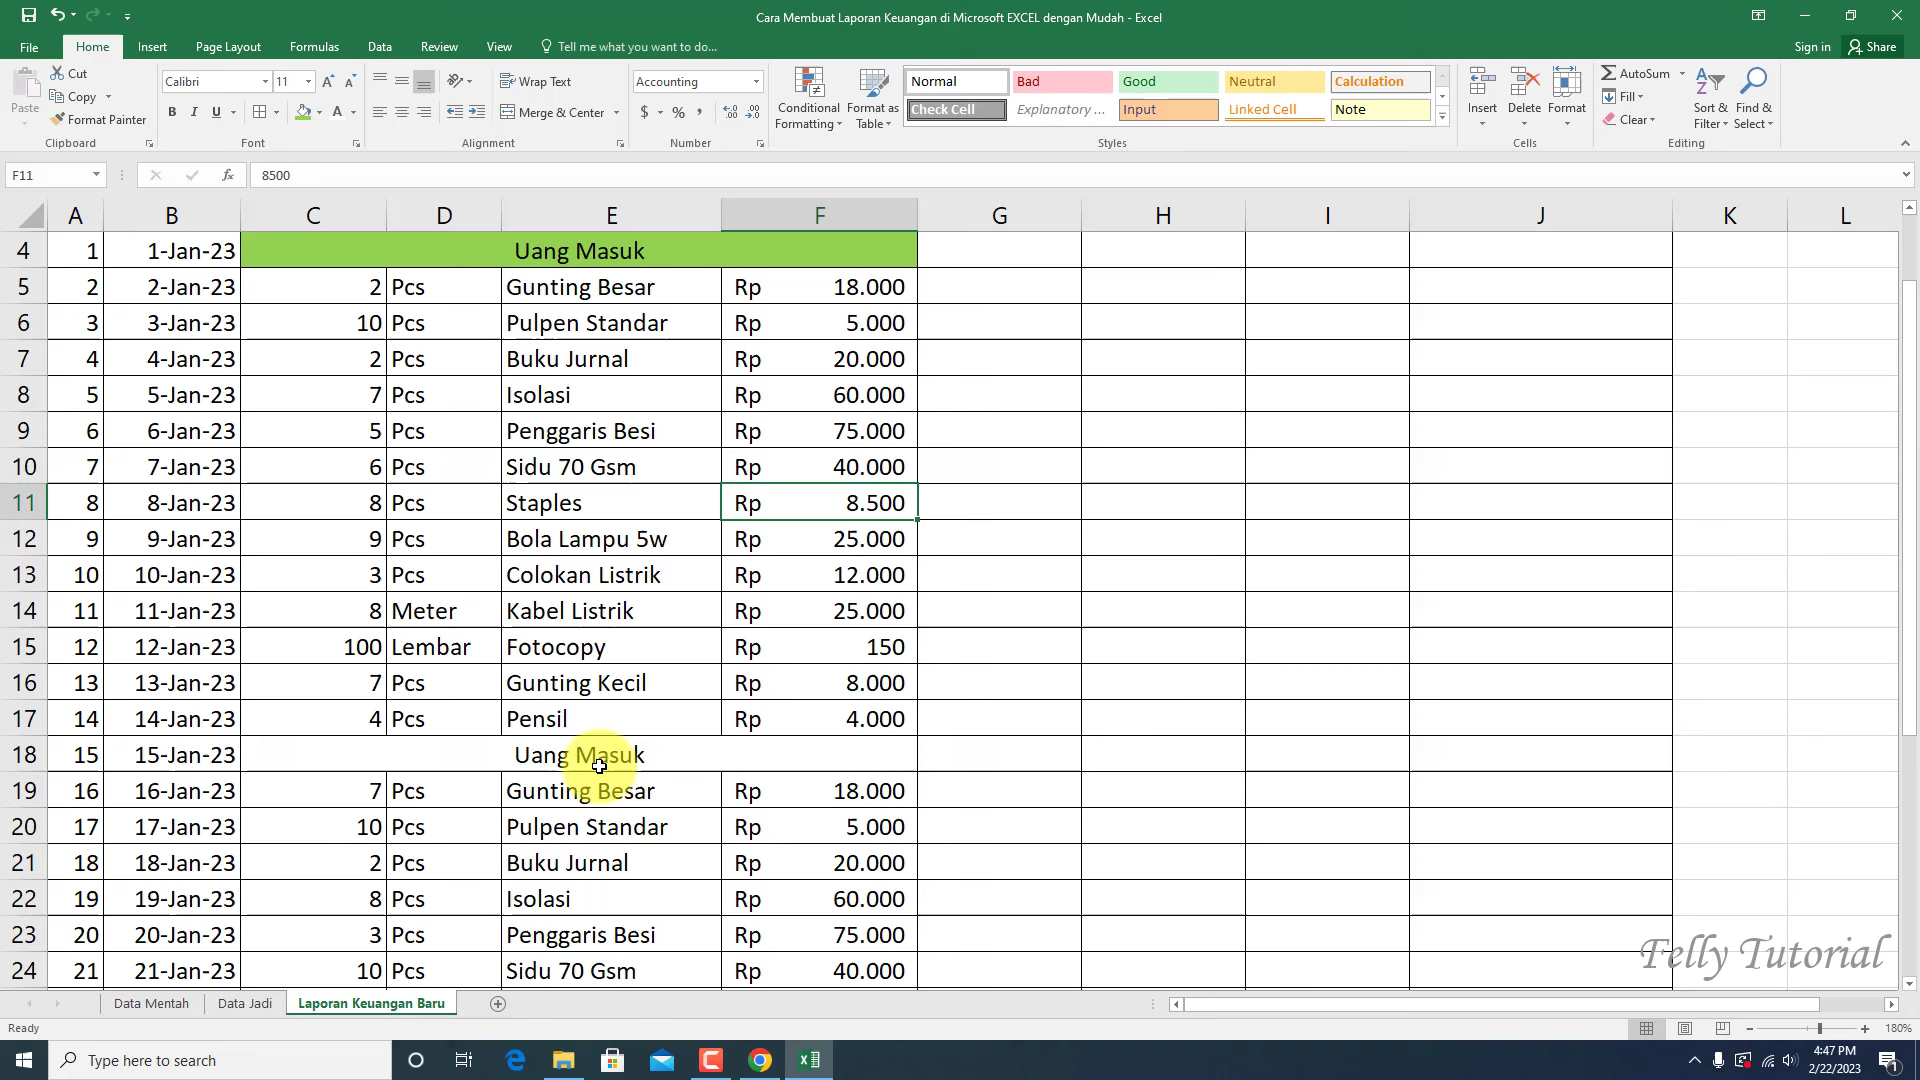 Cara Membuat Laporan Keuangan di Microsoft EXCEL dengan Mudah - Excel
File Home Insert Page Layout Formulas Data Review View Tell me what you want to do... Sign in Share
Paste Cut Copy Format Painter Clipboard
Calibri 11 B I U A Font
Wrap Text Merge & Center Alignment
Accounting $ % , Number
Conditional Formatting Format as Table Normal Bad Good Neutral Calculation
Check Cell Explanatory ... Input Linked Cell Note Styles
Insert Delete Format Cells
AutoSum Fill Clear Sort & Filter Find & Select Editing
F11 fx 8500
A B C D E F G H I J K L
4 1 1-Jan-23 Uang Masuk
5 2 2-Jan-23 2 Pcs Gunting Besar Rp 18.000
6 3 3-Jan-23 10 Pcs Pulpen Standar Rp 5.000
7 4 4-Jan-23 2 Pcs Buku Jurnal Rp 20.000
8 5 5-Jan-23 7 Pcs Isolasi Rp 60.000
9 6 6-Jan-23 5 Pcs Penggaris Besi Rp 75.000
10 7 7-Jan-23 6 Pcs Sidu 70 Gsm Rp 40.000
11 8 8-Jan-23 8 Pcs Staples Rp 8.500
12 9 9-Jan-23 9 Pcs Bola Lampu 5w Rp 25.000
13 10 10-Jan-23 3 Pcs Colokan Listrik Rp 12.000
14 11 11-Jan-23 8 Meter Kabel Listrik Rp 25.000
15 12 12-Jan-23 100 Lembar Fotocopy Rp 150
16 13 13-Jan-23 7 Pcs Gunting Kecil Rp 8.000
17 14 14-Jan-23 4 Pcs Pensil Rp 4.000
18 15 15-Jan-23 Uang Masuk
19 16 16-Jan-23 7 Pcs Gunting Besar Rp 18.000
20 17 17-Jan-23 10 Pcs Pulpen Standar Rp 5.000
21 18 18-Jan-23 2 Pcs Buku Jurnal Rp 20.000
22 19 19-Jan-23 8 Pcs Isolasi Rp 60.000
23 20 20-Jan-23 3 Pcs Penggaris Besi Rp 75.000
24 21 21-Jan-23 10 Pcs Sidu 70 Gsm Rp 40.000
Felly Tutorial
Data Mentah Data Jadi Laporan Keuangan Baru
Ready 180%
Type here to search
4:47 PM
2/22/2023